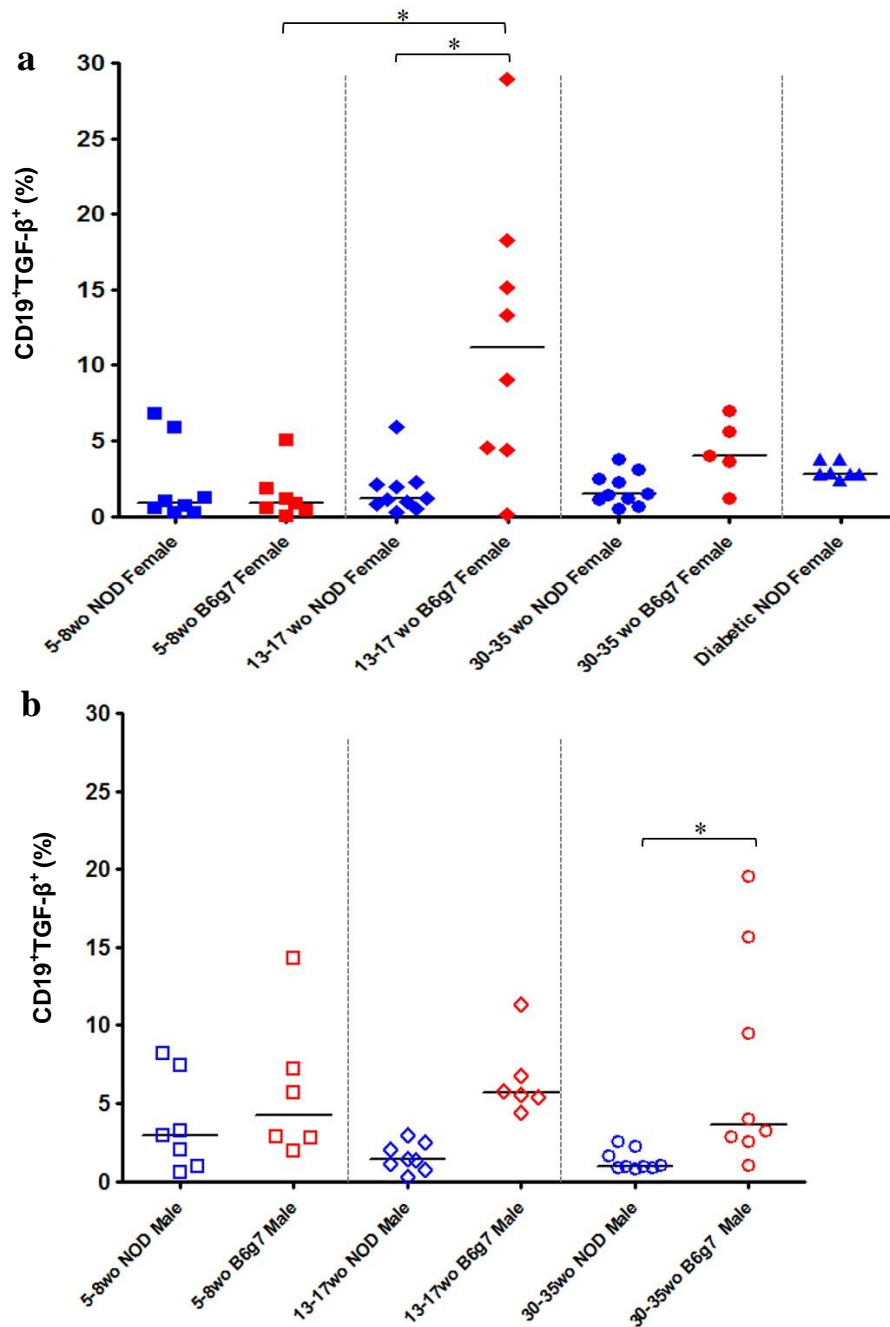 *
*
a
30
25
20
15
10
5
0
CD19⁺TGF-β⁺ (%)
5-8wo NOD Female
5-8wo B6g7 Female
13-17 wo NOD Female
13-17 wo B6g7 Female
30-35 wo NOD Female
30-35 wo B6g7 Female
Diabetic NOD Female
b
30
25
20
15
10
5
0
CD19⁺TGF-β⁺ (%)
*
5-8wo NOD Male
5-8wo B6g7 Male
13-17wo NOD Male
13-17wo B6g7 Male
30-35wo NOD Male
30-35wo B6g7 Male